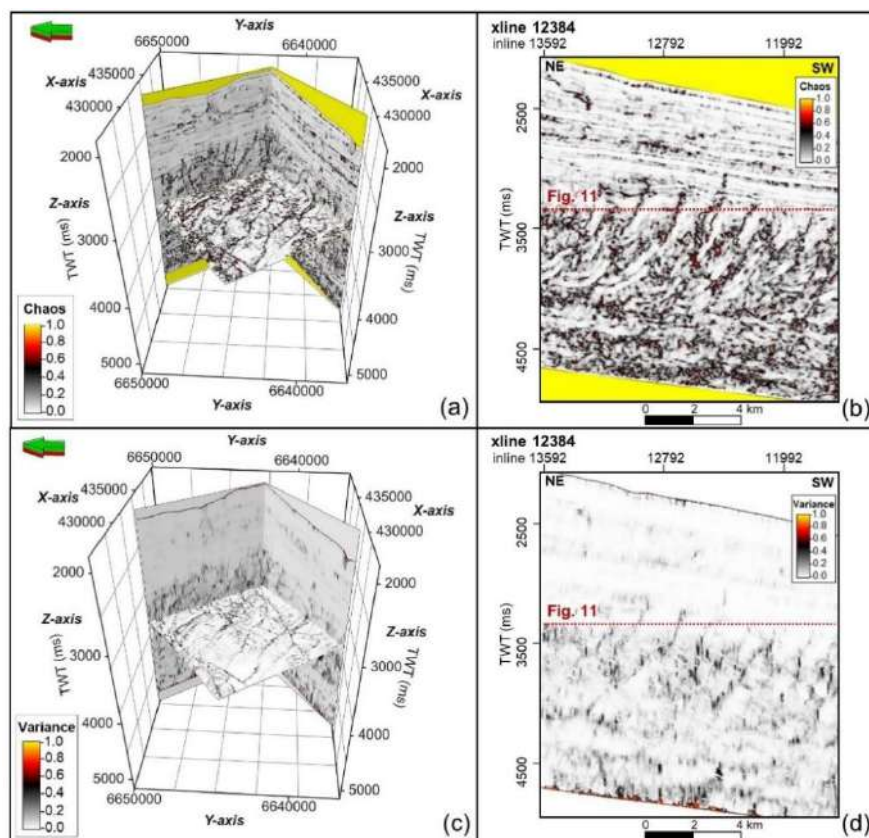 Y-axis
6650000
6640000
X-axis
435000
430000
435000
430000
X-axis
2000
2000
Z-axis
Z-axis
TWT (ms)
3000
3000
TWT (ms)
4000
4000
5000
5000
6650000
6640000
Y-axis
Chaos
1.0
0.8
0.6
0.4
0.2
0.0
(a)
xline 12384
inline 13592 12792 11992
NE SW
Chaos
1.0
0.8
0.6
0.4
0.2
0.0
2500
Fig. 11
TWT (ms)
3500
4500
0 2 4 km
(b)
Y-axis
6650000
6640000
X-axis
435000
430000
435000
430000
X-axis
2000
2000
Z-axis
Z-axis
TWT (ms)
3000
3000
TWT (ms)
4000
4000
5000
5000
6650000
6640000
Y-axis
Variance
1.0
0.8
0.6
0.4
0.2
0.0
(c)
xline 12384
inline 13592 12792 11992
NE SW
Variance
1.0
0.8
0.6
0.4
0.2
0.0
2500
Fig. 11
TWT (ms)
3500
4500
0 2 4 km
(d)